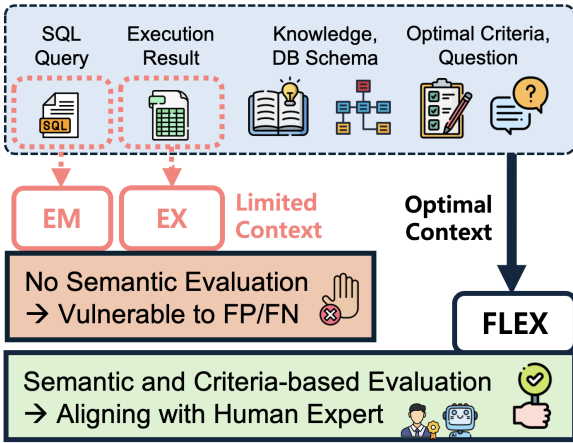 SQL
Query
Execution
Result
Knowledge,
DB Schema
Optimal Criteria,
Question
SQL
?
EM
EX
Limited
Context
Optimal
Context
No Semantic Evaluation
→ Vulnerable to FP/FN
FLEX
Semantic and Criteria-based Evaluation
→ Aligning with Human Expert